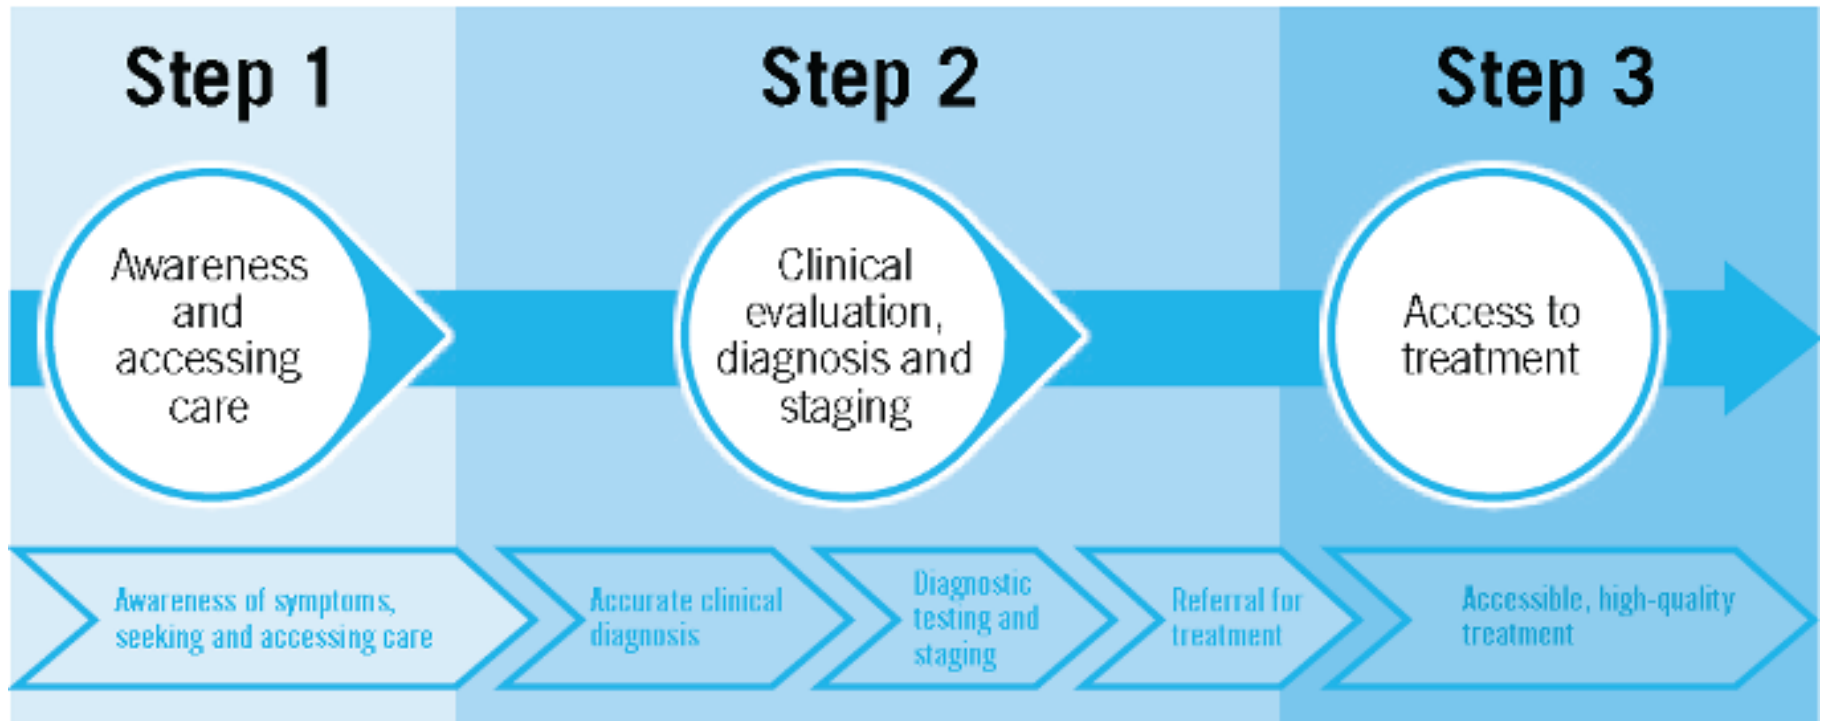 Step 1
Step 2
Step 3
Awareness
and
accessing
care
Clinical
evaluation,
diagnosis and
staging
Access to
treatment
Awareness of symptoms,
seeking and accessing care
Accurate clinical
diagnosis
Diagnostic
testing and
staging
Referral for
treatment
Accessible, high-quality
treatment